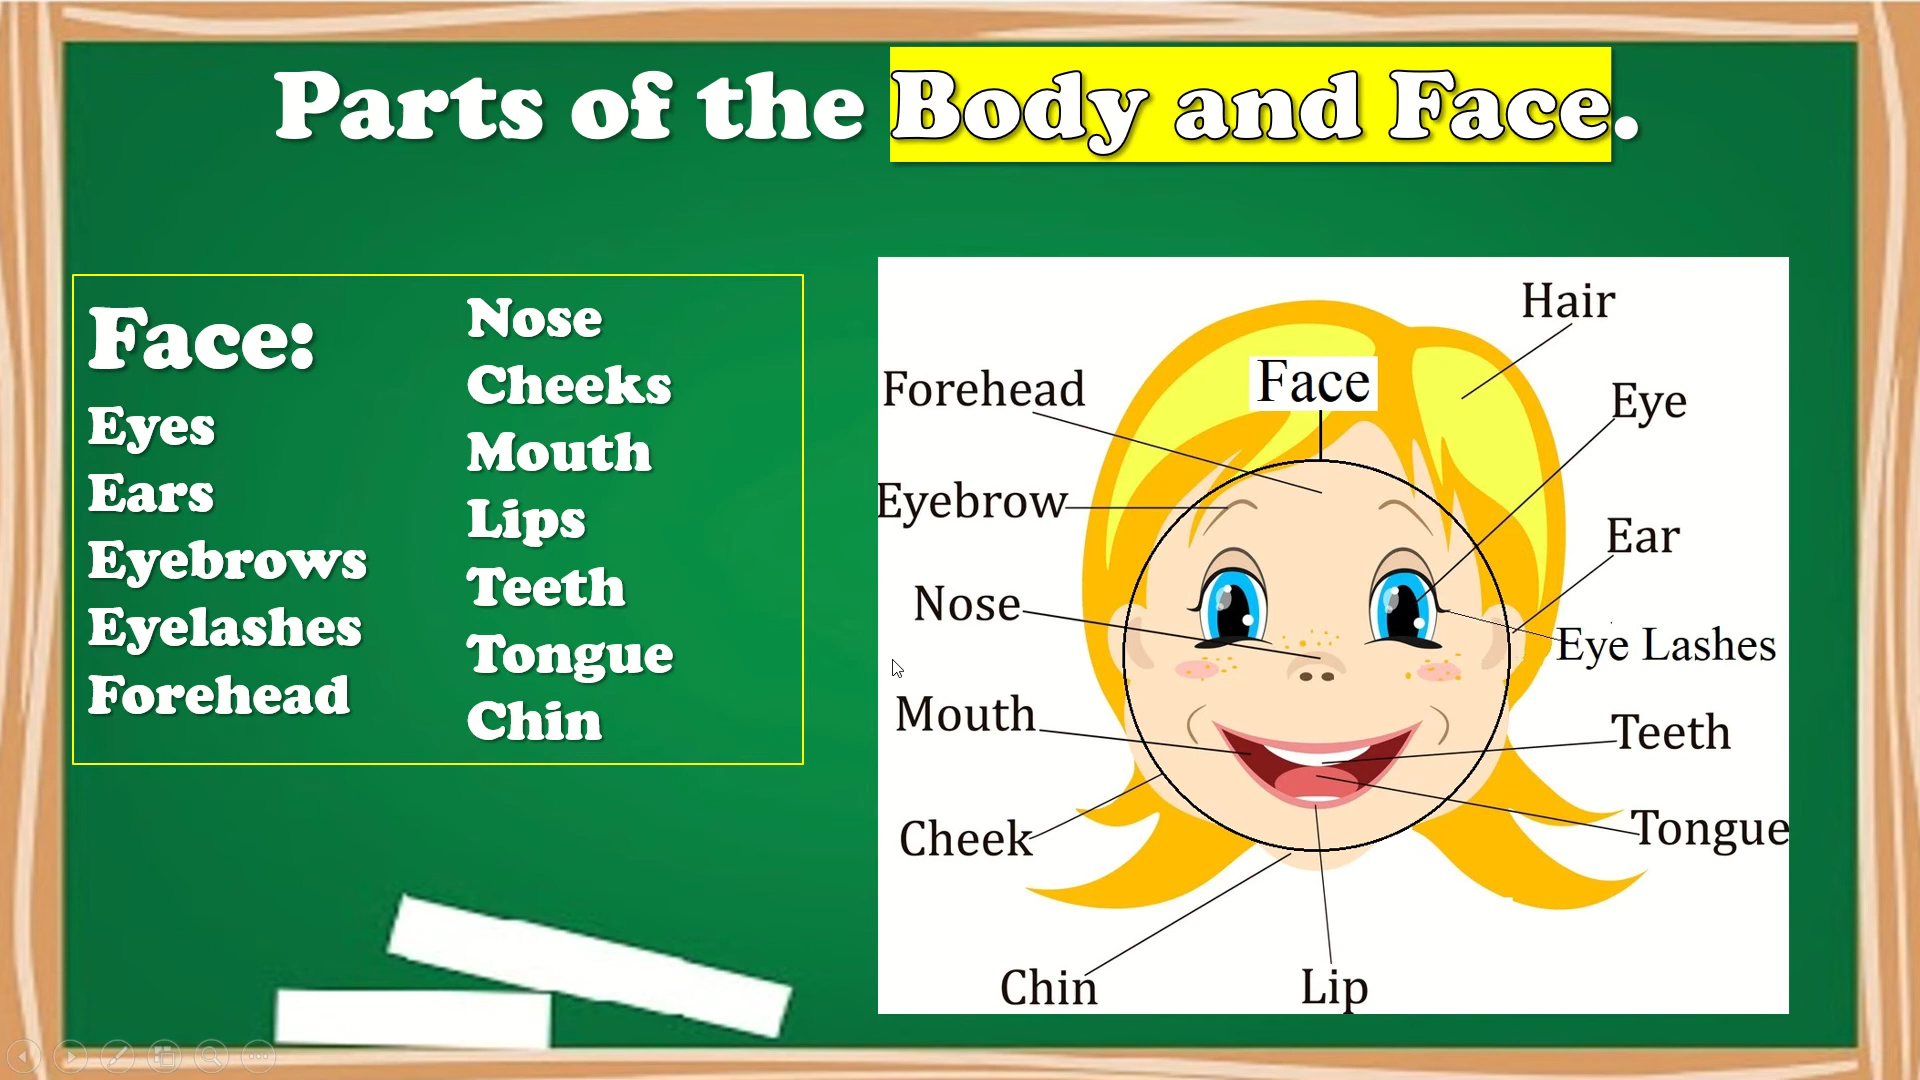 Parts of the Body and Face.
Face:
Eyes
Ears
Eyebrows
Eyelashes
Forehead
Nose
Cheeks
Mouth
Lips
Teeth
Tongue
Chin
Hair
Face
Forehead
Eye
Eyebrow
Ear
Nose
Eye Lashes
Mouth
Teeth
Cheek
Tongue
Chin
Lip